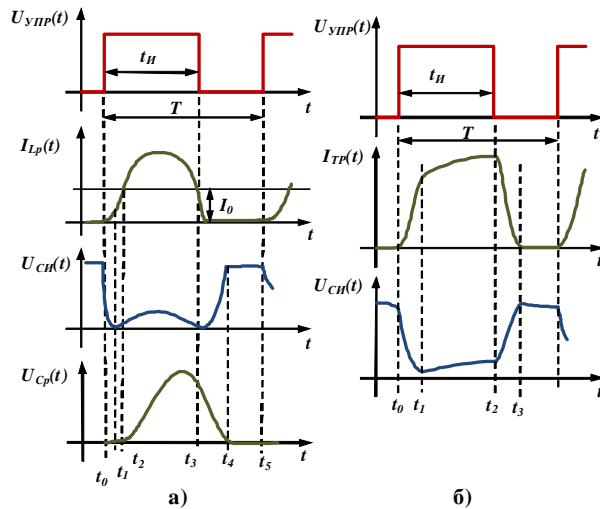 U_УПР(t)
t_И
t
T
I_Lp(t)
I_0
t
U_СИ(t)
t
U_Cp(t)
t
t_0 t_1 t_2 t_3 t_4 t_5
а)
U_УПР(t)
t_И
t
T
I_ТР(t)
t
U_СИ(t)
t
t_0 t_1 t_2 t_3
б)